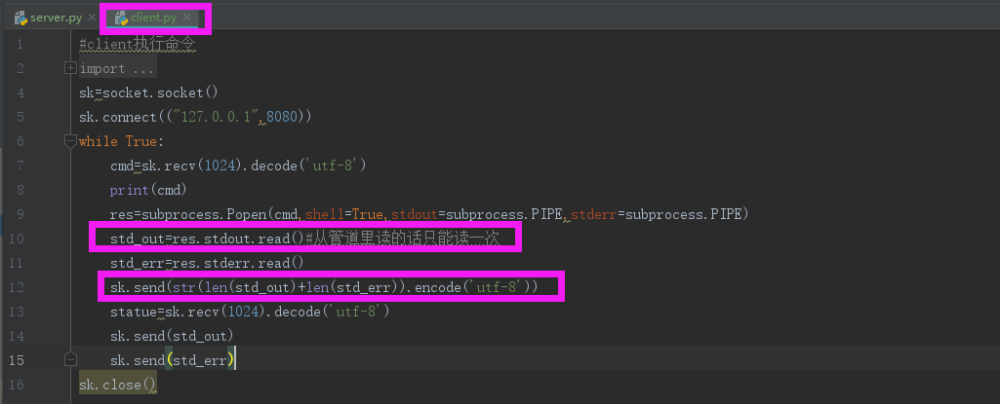 server.py
client.py
1 #client执行命令
2 import ...
4 sk=socket.socket()
5 sk.connect(("127.0.0.1",8080))
6 while True:
7 cmd=sk.recv(1024).decode('utf-8')
8 print(cmd)
9 res=subprocess.Popen(cmd,shell=True,stdout=subprocess.PIPE,stderr=subprocess.PIPE)
10 std_out=res.stdout.read()#从管道里读的话只能读一次
11 std_err=res.stderr.read()
12 sk.send(str(len(std_out)+len(std_err)).encode('utf-8'))
13 statue=sk.recv(1024).decode('utf-8')
14 sk.send(std_out)
15 sk.send(std_err)
16 sk.close()